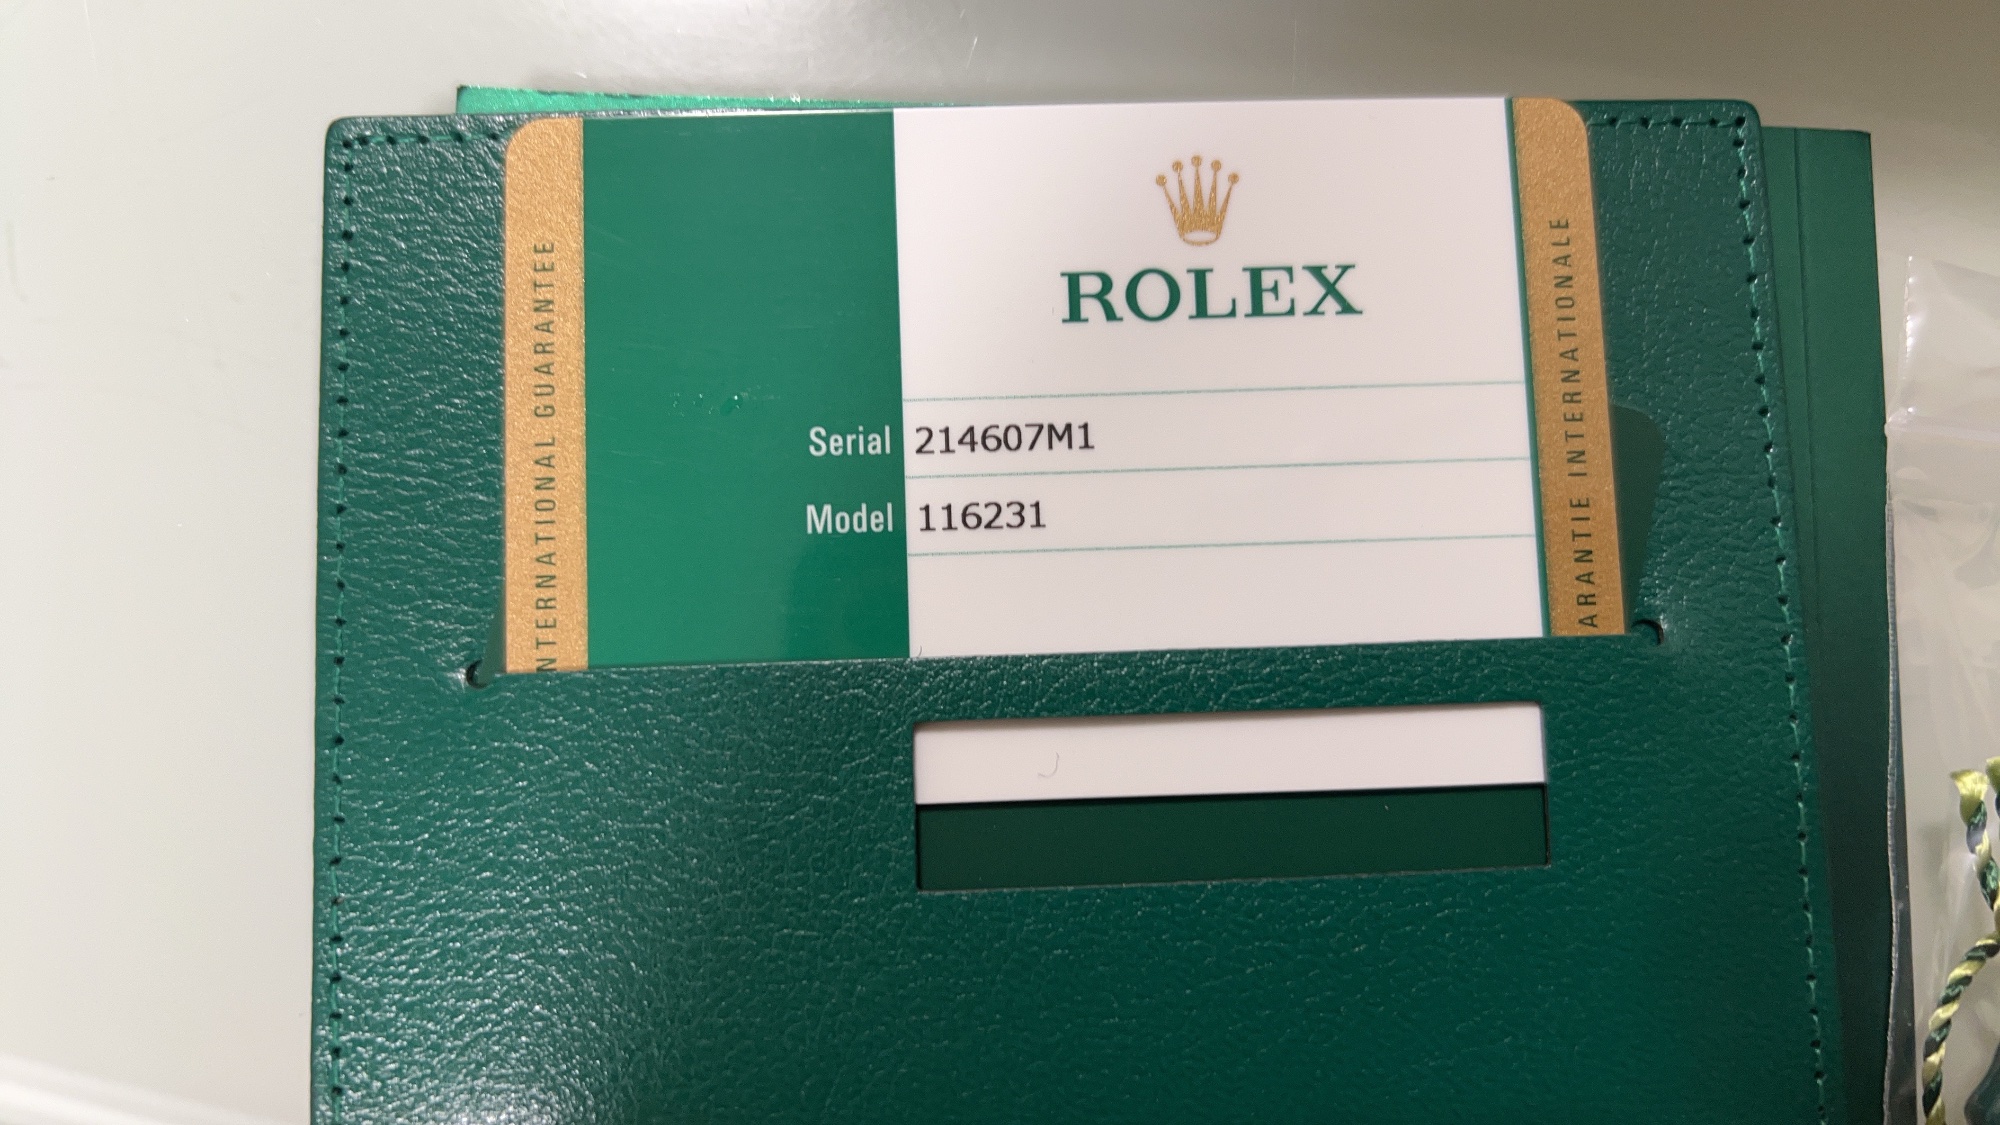 INTERNATIONAL GUARANTEE
ROLEX
Serial 214607M1
Model 116231
ARANTIE INTERNATIONALE